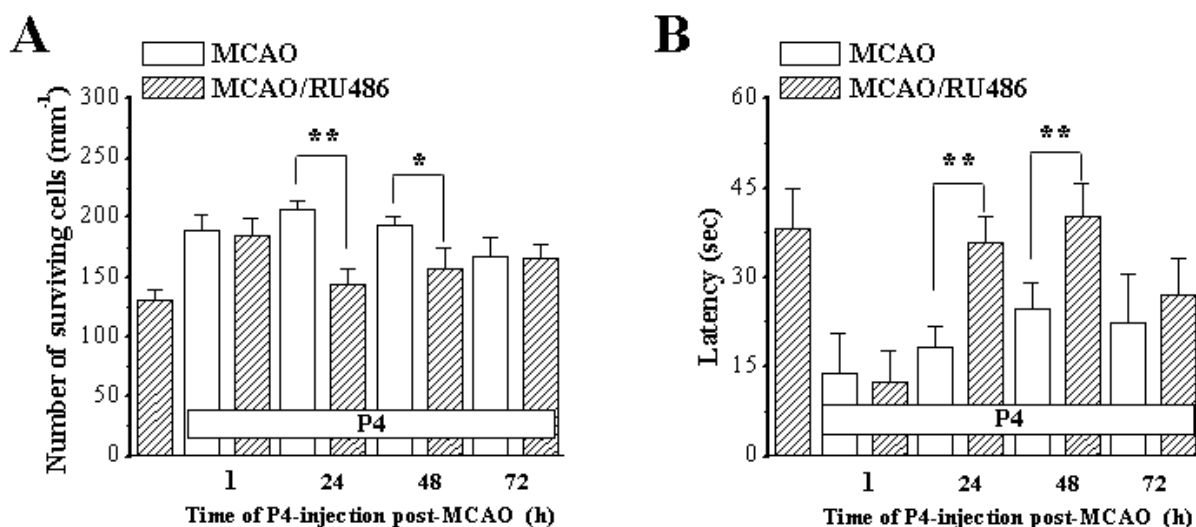 A
MCAO
MCAO/RU486
Number of surviving cells (mm-1)
300
250
200
150
100
50
0
**
*
P4
1 24 48 72
Time of P4-injection post-MCAO (h)
B
MCAO
MCAO/RU486
Latency (sec)
60
45
30
15
0
**
**
P4
1 24 48 72
Time of P4-injection post-MCAO (h)